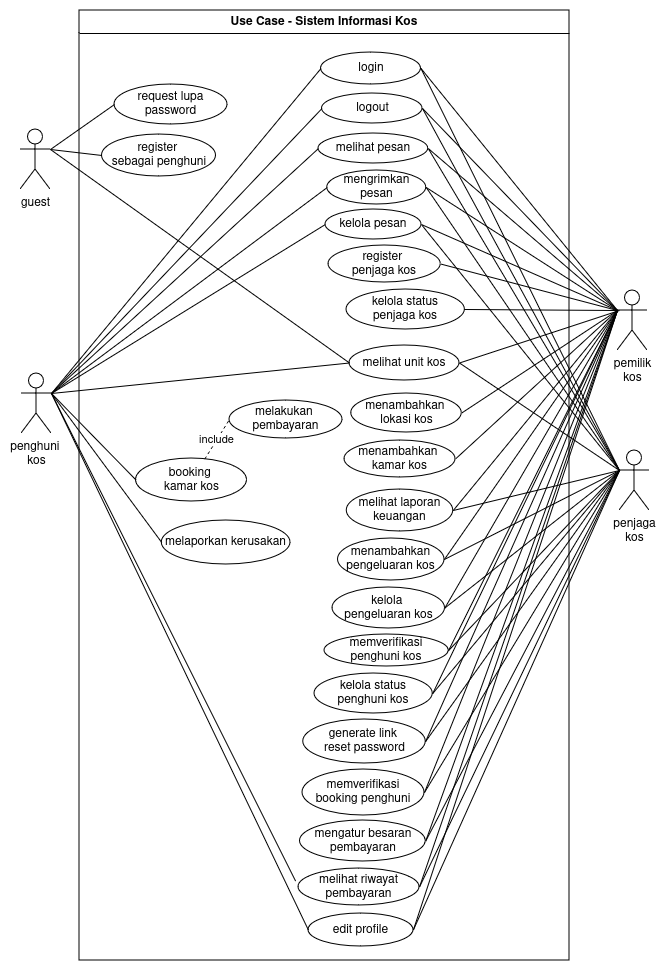 Use Case - Sistem Informasi Kos
login
request lupa
password
logout
register
sebagai penghuni
melihat pesan
guest
mengrimkan
pesan
kelola pesan
register
penjaga kos
kelola status
penjaga kos
melihat unit kos
pemilik
kos
penghuni
kos
melakukan
pembayaran
include
booking
kamar kos
menambahkan
lokasi kos
menambahkan
kamar kos
melihat laporan
keuangan
penjaga
kos
melaporkan kerusakan
menambahkan
pengeluaran kos
kelola
pengeluaran kos
memverifikasi
penghuni kos
kelola status
penghuni kos
generate link
reset password
memverifikasi
booking penghuni
mengatur besaran
pembayaran
melihat riwayat
pembayaran
edit profile